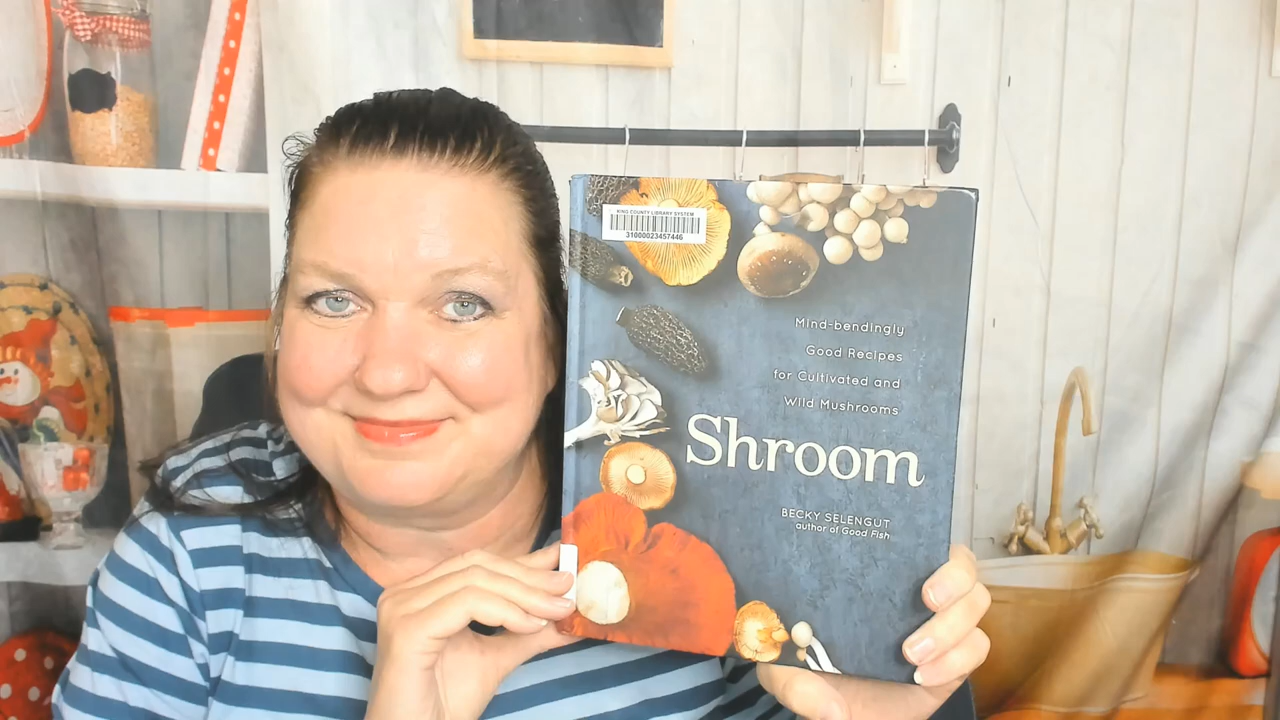 KING COUNTY LIBRARY SYSTEM
31000023457446
Mind-bendingly
Good Recipes
for Cultivated and
Wild Mushrooms
Shroom
BECKY SELENGUT
author of Good Fish